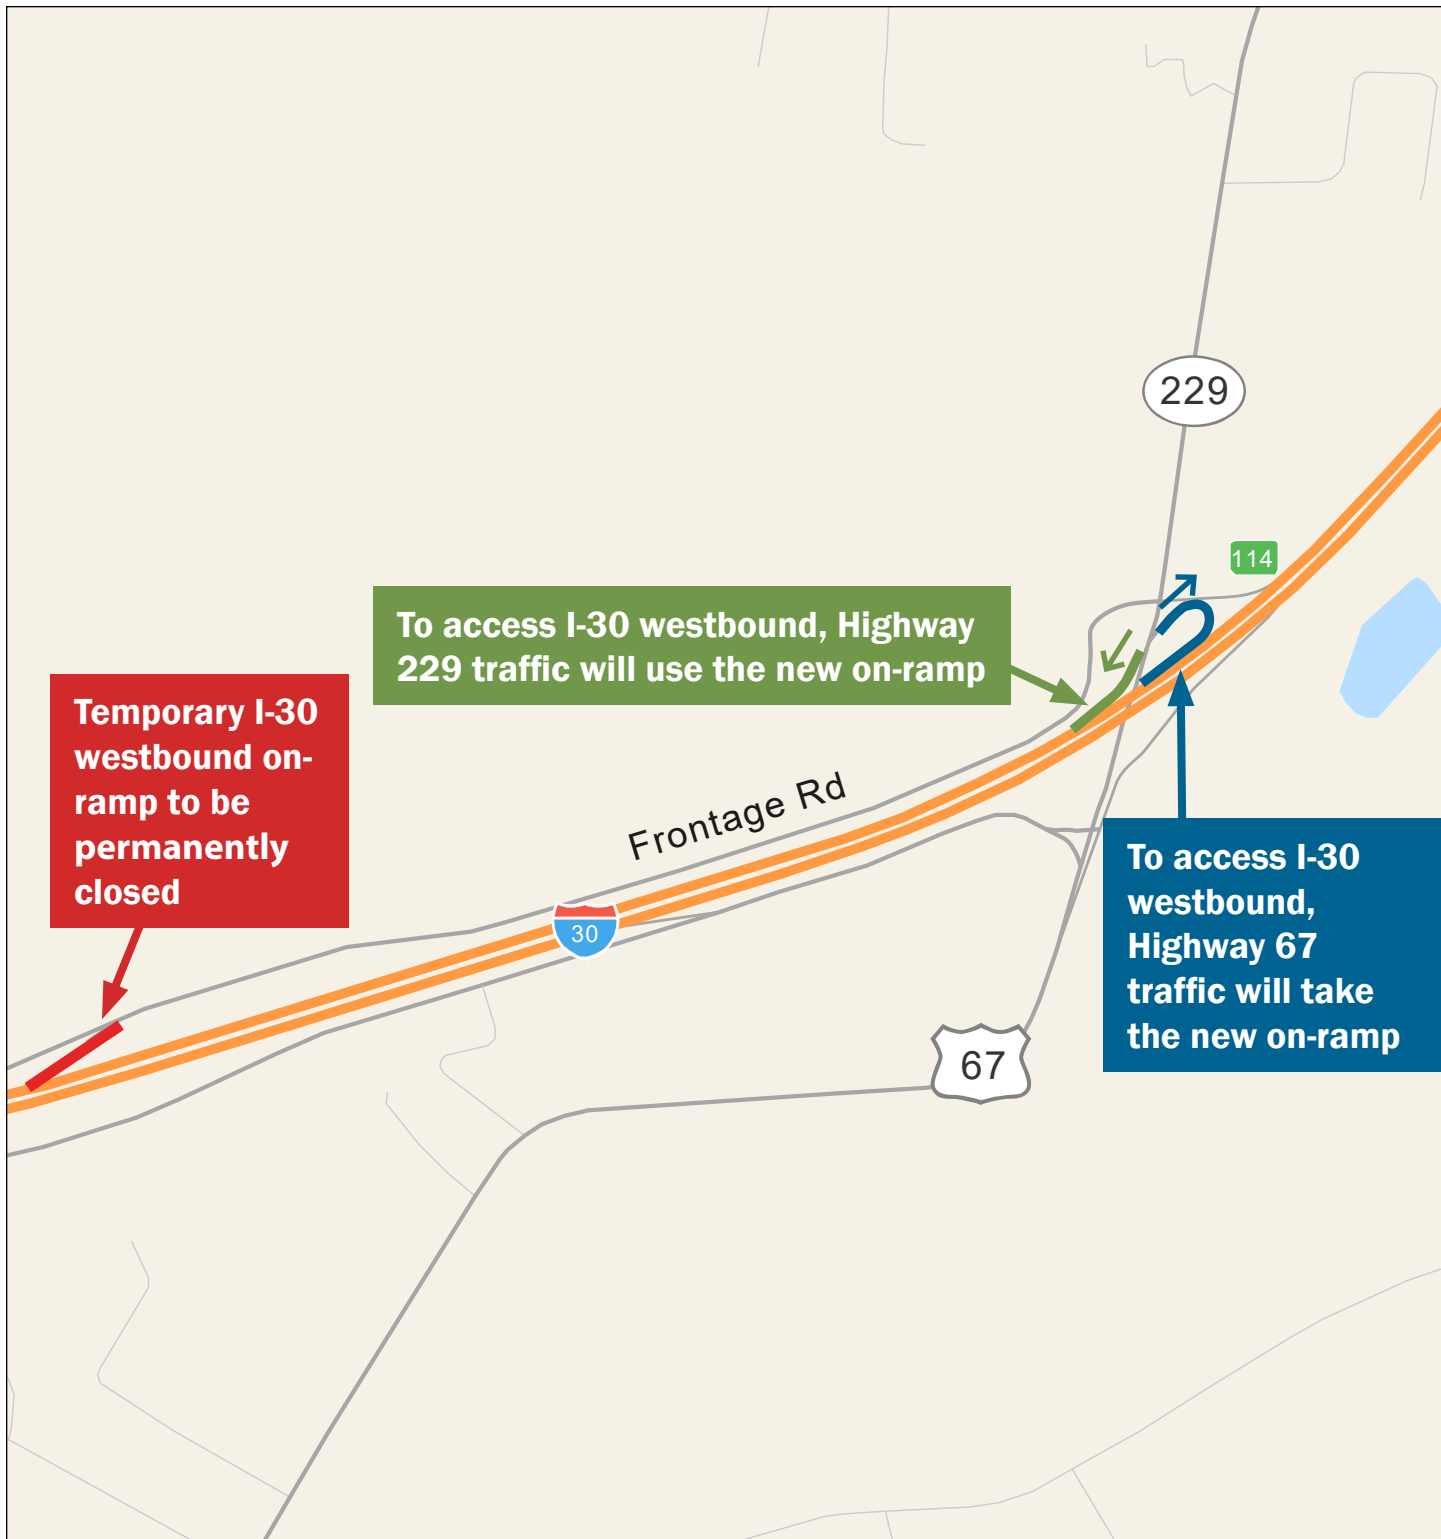 229
114
To access I-30 westbound, Highway
229 traffic will use the new on-ramp
Temporary I-30
westbound on-
ramp to be
permanently
closed
Frontage Rd
To access I-30
westbound,
Highway 67
traffic will take
the new on-ramp
30
67